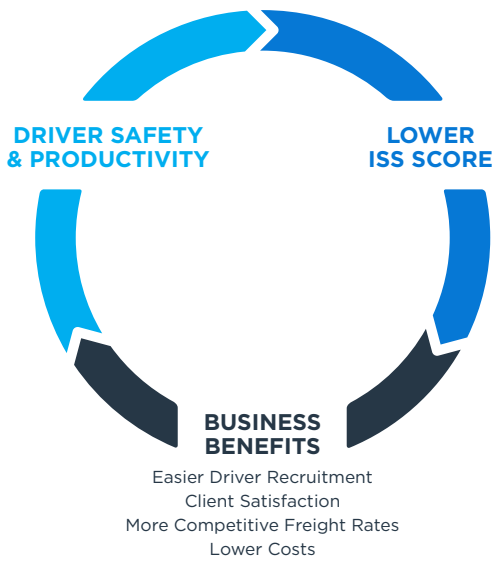 DRIVER SAFETY
& PRODUCTIVITY
LOWER
ISS SCORE
BUSINESS
BENEFITS
Easier Driver Recruitment
Client Satisfaction
More Competitive Freight Rates
Lower Costs